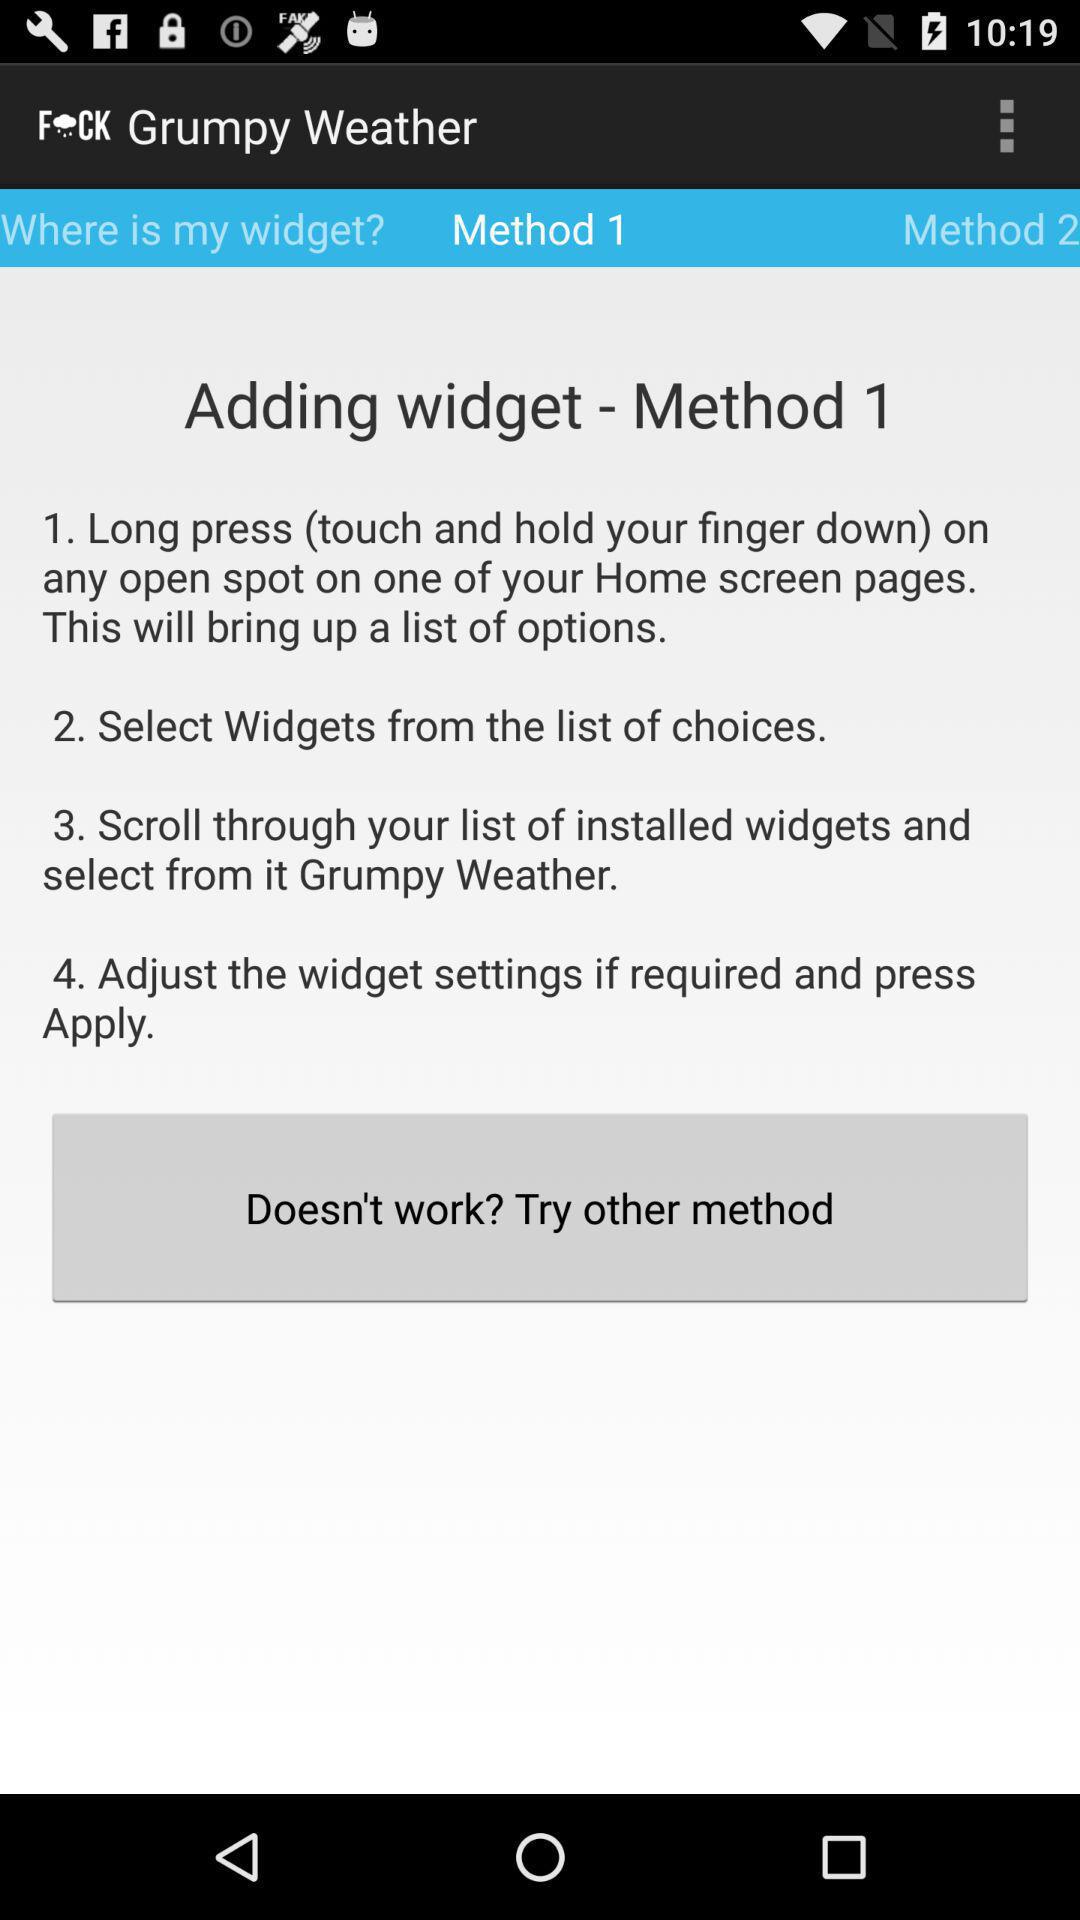 FAKE
10:19
F CK Grumpy Weather
Where is my widget? Method 1 Method 2
Adding widget - Method 1
1. Long press (touch and hold your finger down) on
any open spot on one of your Home screen pages.
This will bring up a list of options.
2. Select Widgets from the list of choices.
3. Scroll through your list of installed widgets and
select from it Grumpy Weather.
4. Adjust the widget settings if required and press
Apply.
Doesn't work? Try other method